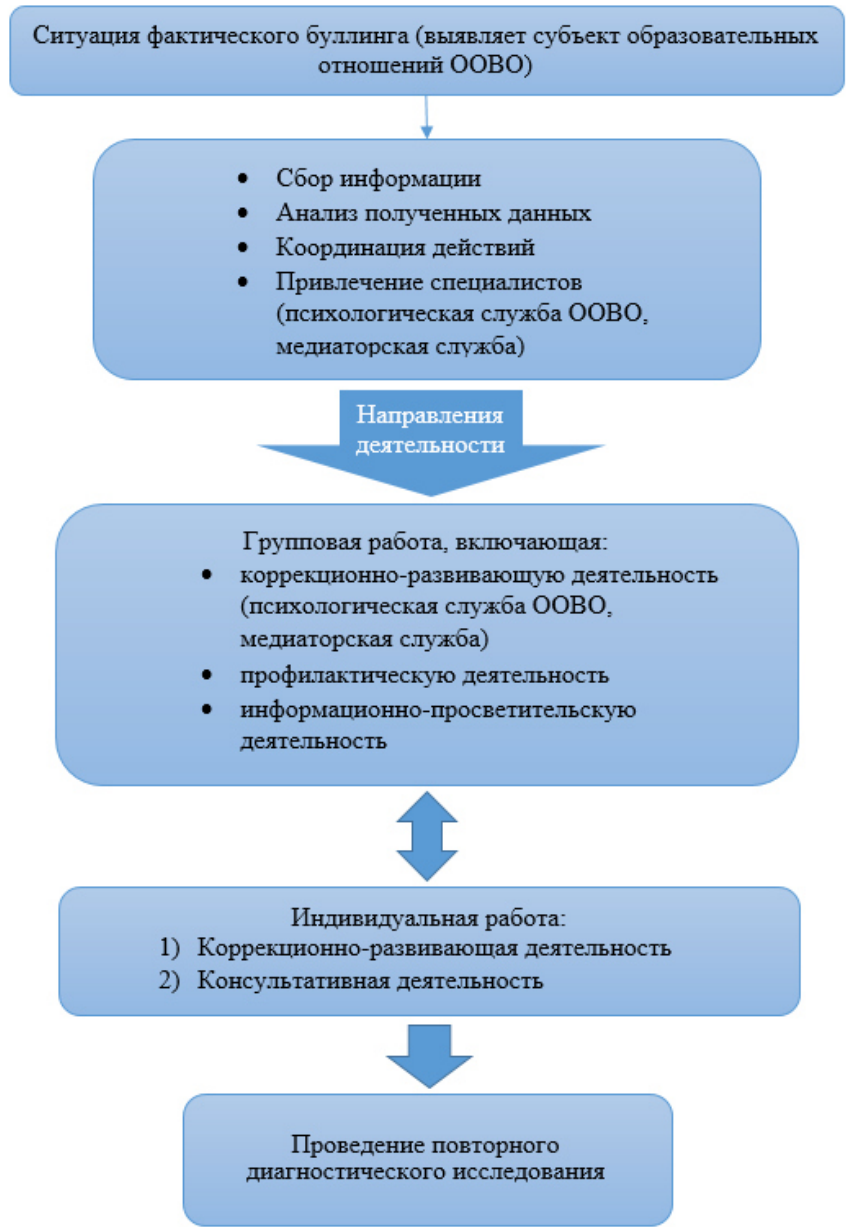 Ситуация фактического буллинга (выявляет субъект образовательных
отношений ООВО)
• Сбор информации
• Анализ полученных данных
• Координация действий
• Привлечение специалистов
(психологическая служба ООВО,
медиаторская служба)
Направления
деятельности
Групповая работа, включающая:
• коррекционно-развивающую деятельность
(психологическая служба ООВО,
медиаторская служба)
• профилактическую деятельность
• информационно-просветительскую
деятельность
Индивидуальная работа:
1) Коррекционно-развивающая деятельность
2) Консультативная деятельность
Проведение повторного
диагностического исследования